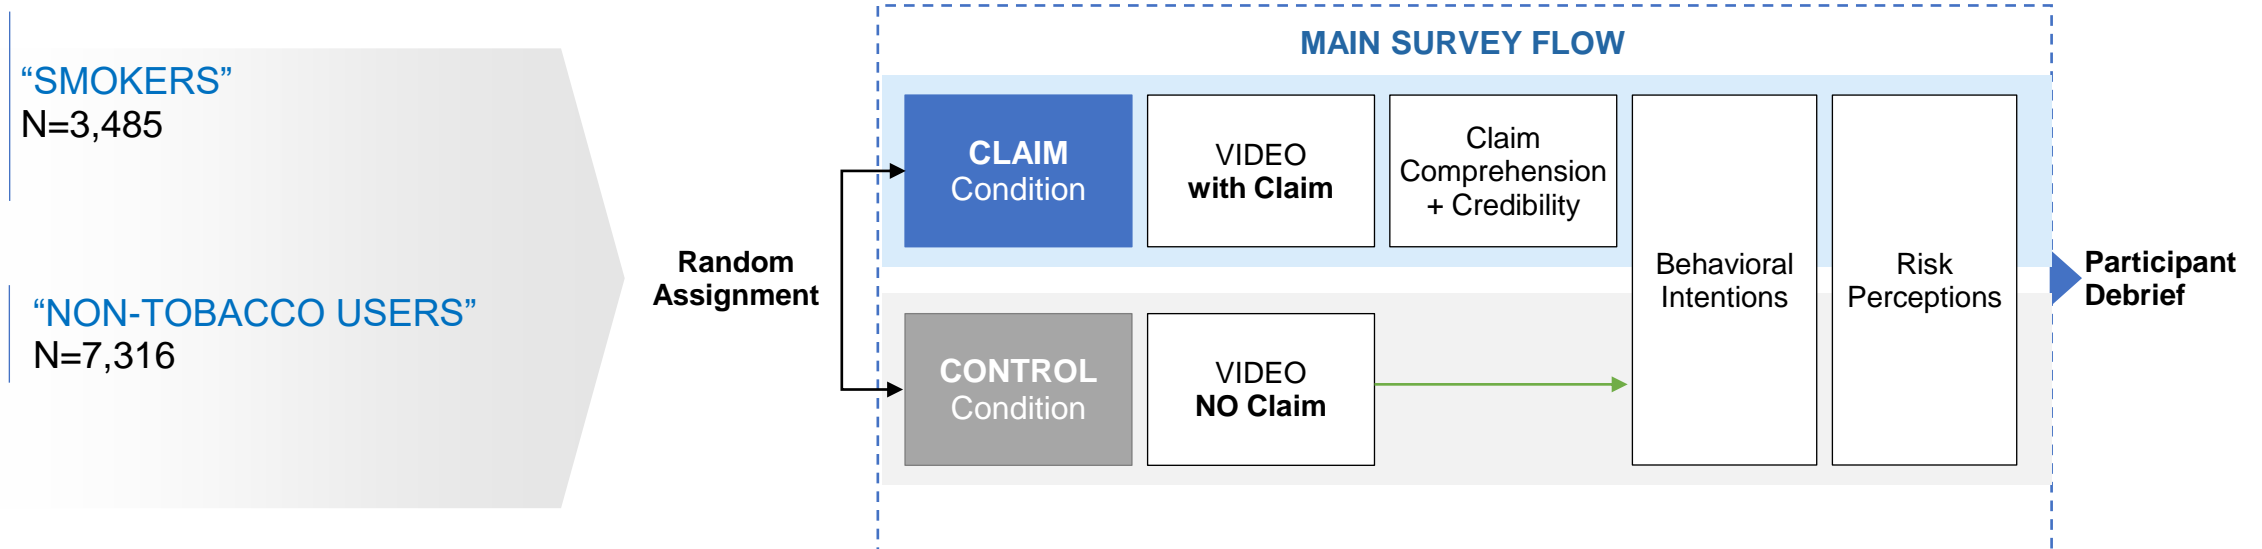 “SMOKERS”
N=3,485
“NON-TOBACCO USERS”
N=7,316
Random
Assignment
MAIN SURVEY FLOW
CLAIM
Condition
VIDEO
with Claim
Claim
Comprehension
+ Credibility
CONTROL
Condition
VIDEO
NO Claim
Behavioral
Intentions
Risk
Perceptions
Participant
Debrief